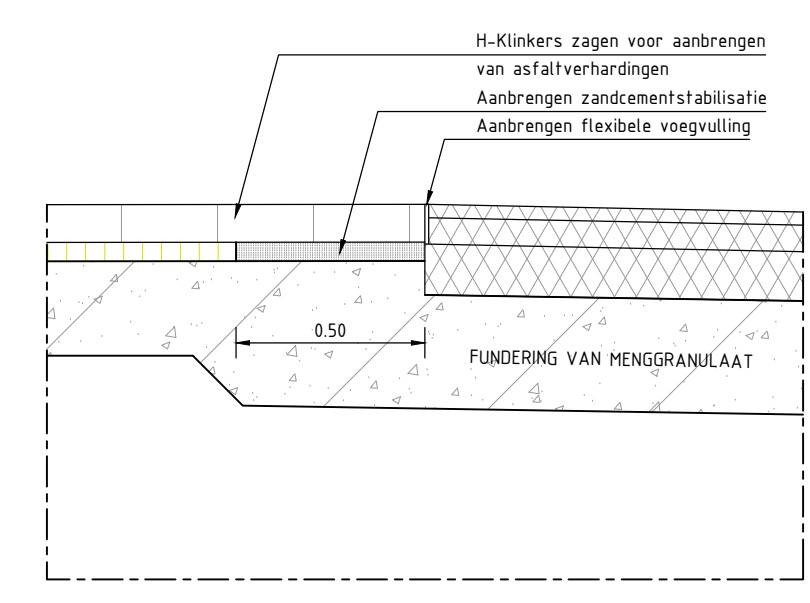 H-Klinkers zagen voor aanbrengen
van asfaltverhardingen
Aanbrengen zandcementstabilisatie
Aanbrengen flexibele voegvulling
0.50
FUNDERING VAN MENGGRANULAAT